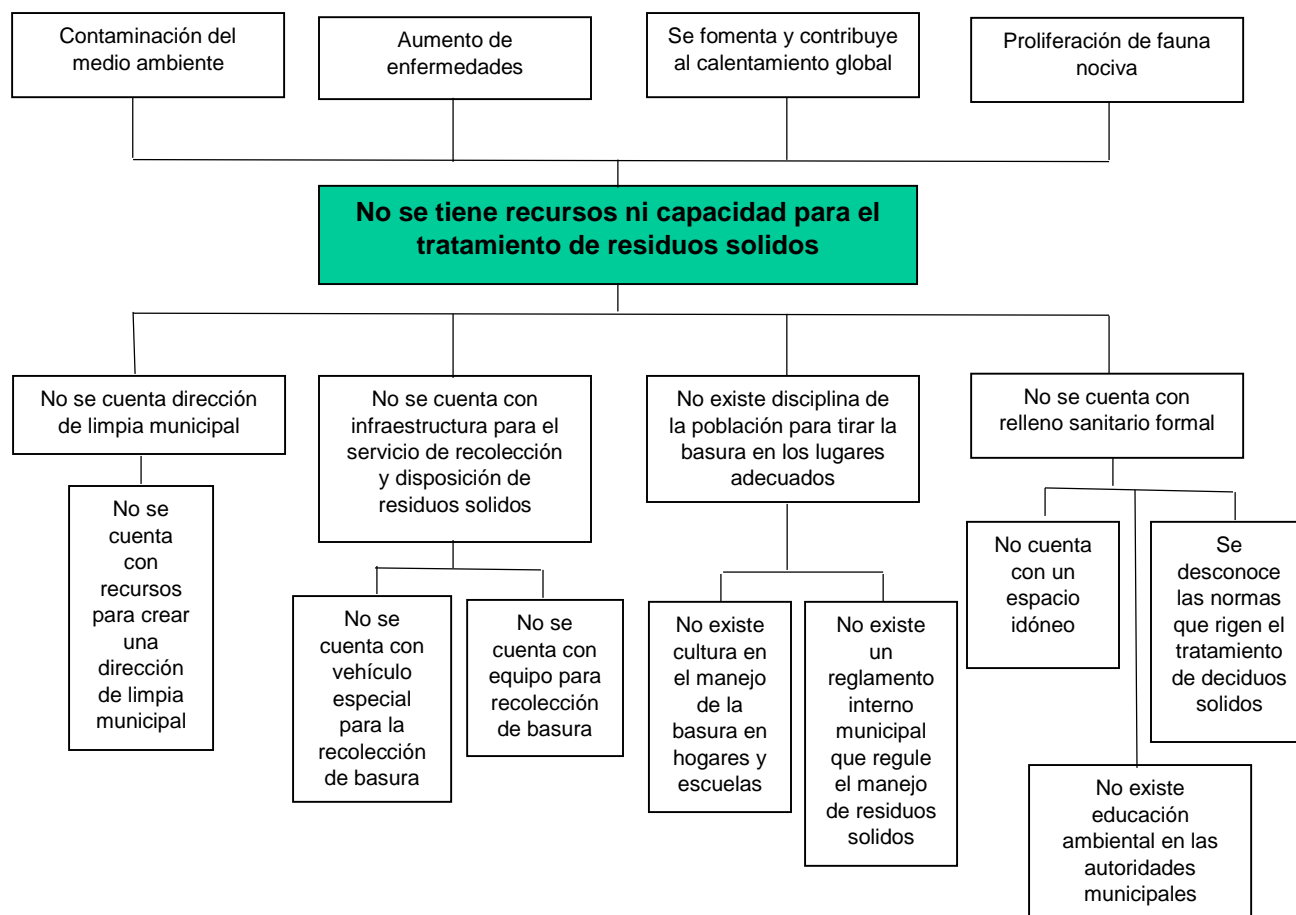 Contaminación del
medio ambiente
Aumento de
enfermedades
Se fomenta y contribuye
al calentamiento global
Proliferación de fauna
nociva
No se tiene recursos ni capacidad para el
tratamiento de residuos solidos
No se cuenta dirección
de limpia municipal
No se cuenta con
infraestructura para el
servicio de recolección
y disposición de
residuos solidos
No existe disciplina de
la población para tirar la
basura en los lugares
adecuados
No se cuenta con
relleno sanitario formal
No se
cuenta
con
recursos
para crear
una
dirección
de limpia
municipal
No se
cuenta con
vehículo
especial
para la
recolección
de basura
No se
cuenta con
equipo para
recolección
de basura
No existe
cultura en
el manejo
de la
basura en
hogares y
escuelas
No existe
un
reglamento
interno
municipal
que regule
el manejo
de residuos
solidos
No cuenta
con un
espacio
idóneo
Se
desconoce
las normas
que rigen el
tratamiento
de deciduos
solidos
No existe
educación
ambiental en las
autoridades
municipales